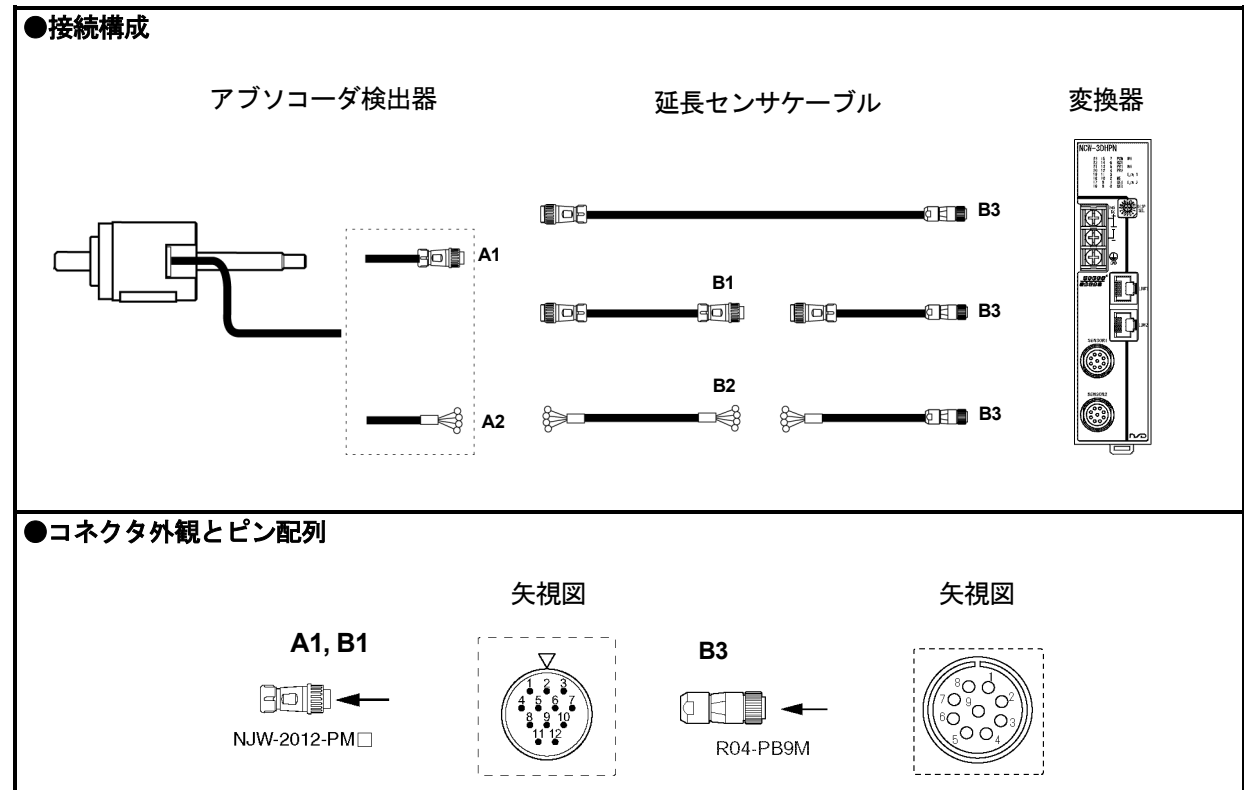 ●接続構成
アブソコーダ検出器
延長センサケーブル
変換器
NCW-3DHPN
A1
B3
B1
B3
A2
B2
B3
SENSOR1
SENSOR2
●コネクタ外観とピン配列
矢視図
矢視図
A1, B1
B3
NJW-2012-PM□
R04-PB9M
1 2 3
4 5 6 7
8 9 10
11 12
8 1
7 9 2
6 3
5 4